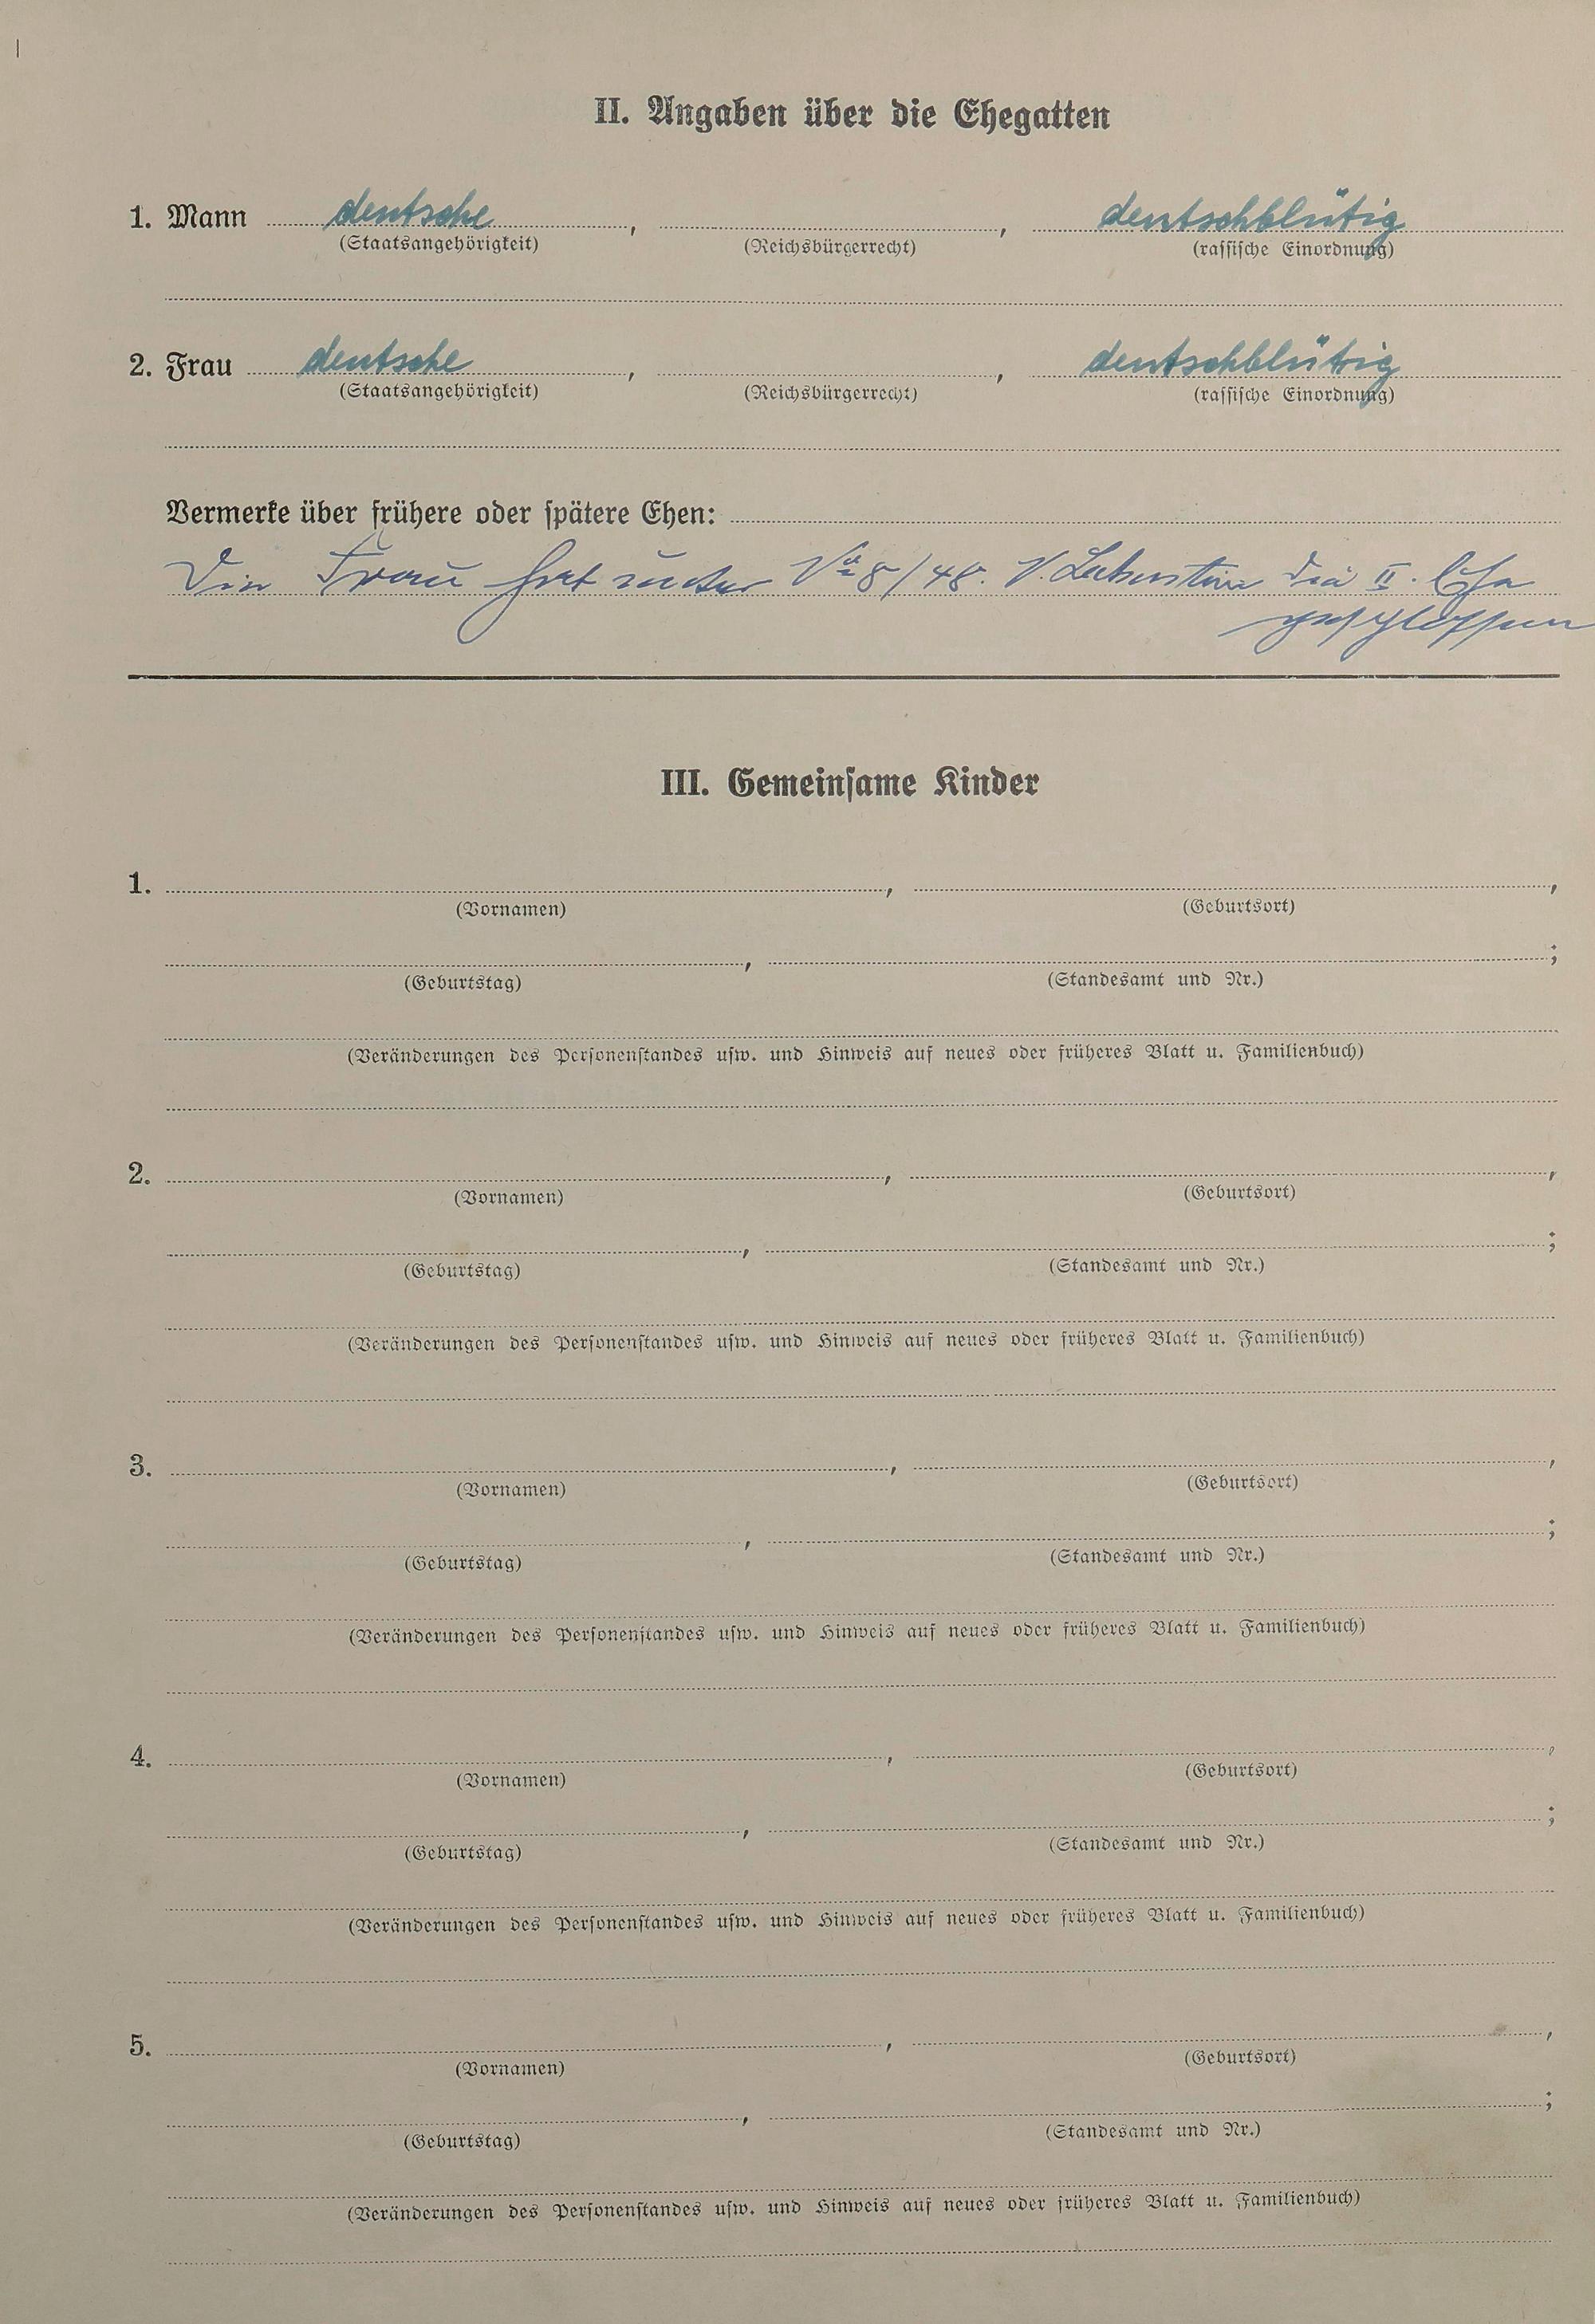 II. Angaben über die Ehegatten
1. Mann deutsche, , deutschblütig
(Staatsangehörigkeit) (Reichsbürgerrecht) (rassische Einordnung)
2. Frau deutsche, , deutschblütig
(Staatsangehörigkeit) (Reichsbürgerrecht) (rassische Einordnung)
Vermerke über frühere oder spätere Ehen:
Die Frau hat unter 8/48. die II. Ehe
geschlossen
III. Gemeinsame Kinder
1. , ,
(Vornamen) (Geburtsort)
, ;
(Geburtstag) (Standesamt und Nr.)
(Veränderungen des Personenstandes usw. und Hinweis auf neues oder früheres Blatt u. Familienbuch)
2. , ,
(Vornamen) (Geburtsort)
, ;
(Geburtstag) (Standesamt und Nr.)
(Veränderungen des Personenstandes usw. und Hinweis auf neues oder früheres Blatt u. Familienbuch)
3. , ,
(Vornamen) (Geburtsort)
, ;
(Geburtstag) (Standesamt und Nr.)
(Veränderungen des Personenstandes usw. und Hinweis auf neues oder früheres Blatt u. Familienbuch)
4. , ,
(Vornamen) (Geburtsort)
, ;
(Geburtstag) (Standesamt und Nr.)
(Veränderungen des Personenstandes usw. und Hinweis auf neues oder früheres Blatt u. Familienbuch)
5. , ,
(Vornamen) (Geburtsort)
, ;
(Geburtstag) (Standesamt und Nr.)
(Veränderungen des Personenstandes usw. und Hinweis auf neues oder früheres Blatt u. Familienbuch)